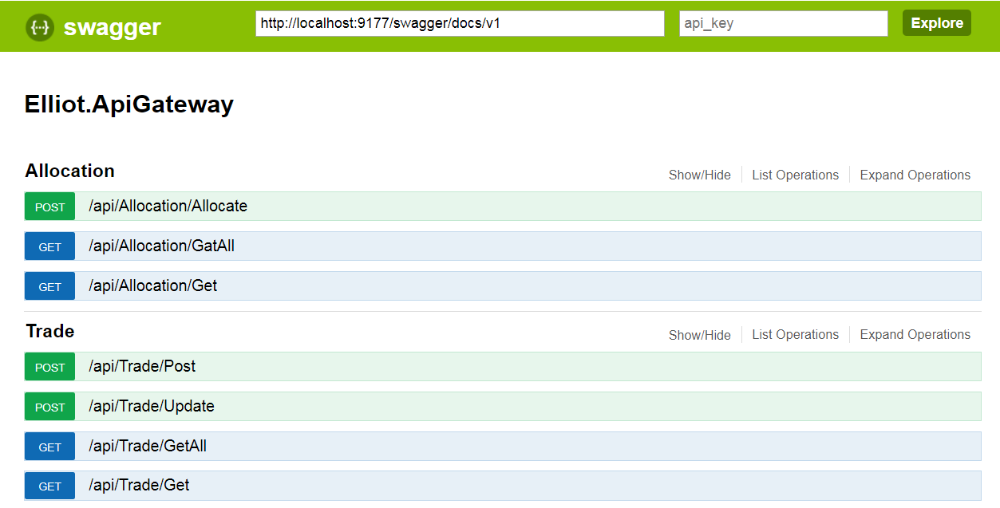 {··} swagger http://localhost:9177/swagger/docs/v1 api_key Explore
Elliot.ApiGateway
Allocation Show/Hide List Operations Expand Operations
POST /api/Allocation/Allocate
GET /api/Allocation/GatAll
GET /api/Allocation/Get
Trade Show/Hide List Operations Expand Operations
POST /api/Trade/Post
POST /api/Trade/Update
GET /api/Trade/GetAll
GET /api/Trade/Get